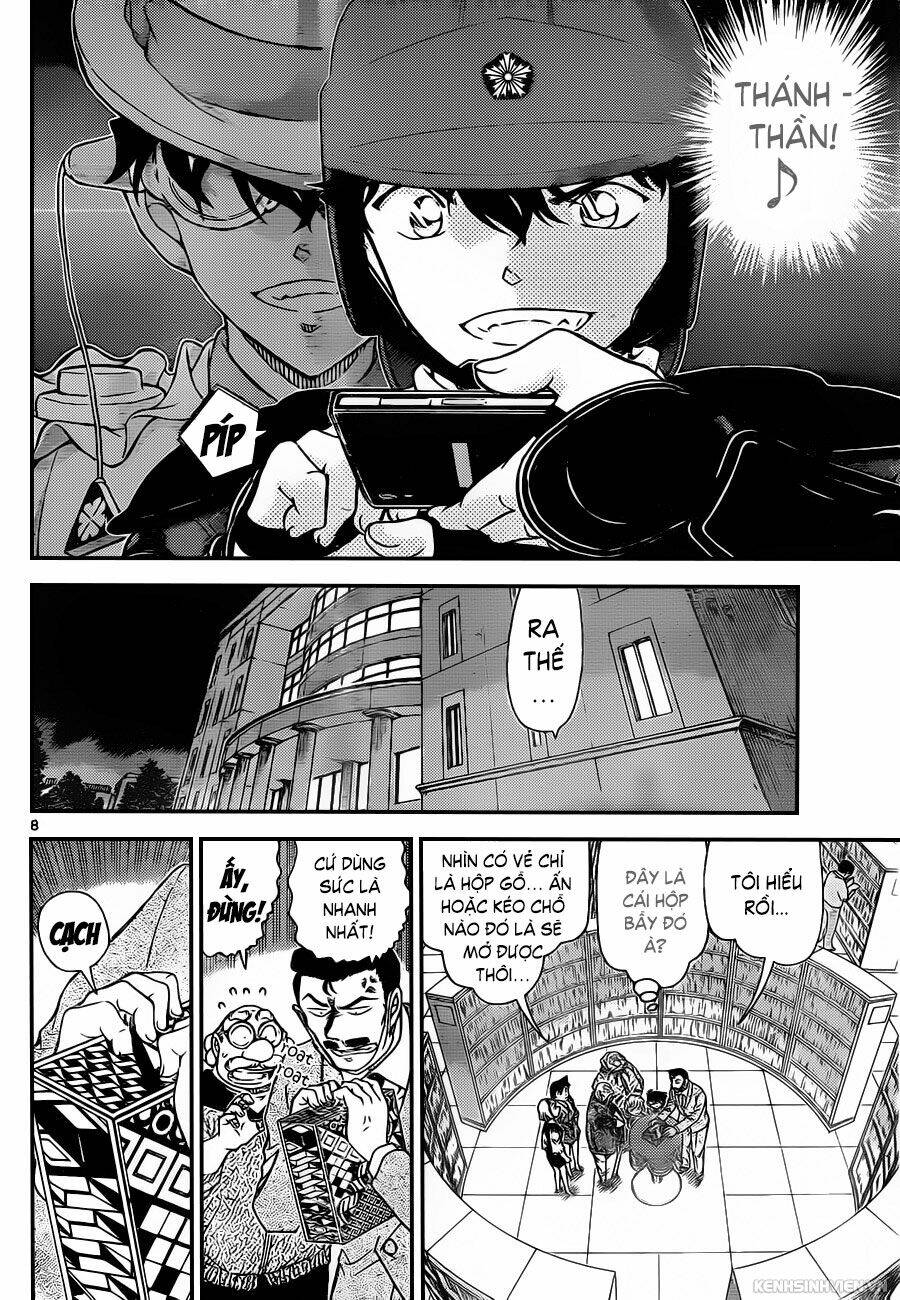 THÁNH -
THẦN!
♪
PÍP
RA
THẾ
...
8
CẠCH
ẤY,
ĐỪNG!
CỨ DÙNG
SỨC LÀ
NHANH
NHẤT!
OẠT
OẠT
NHÌN CÓ VẺ CHỈ
LÀ HỘP GỖ... ẤN
HOẶC KÉO CHỖ
NÀO ĐÓ LÀ SẼ
MỞ ĐƯỢC
THÔI...
ĐÂY LÀ
CÁI HỘP
BẪY ĐÓ
À?
TÔI HIỂU
RỒI...